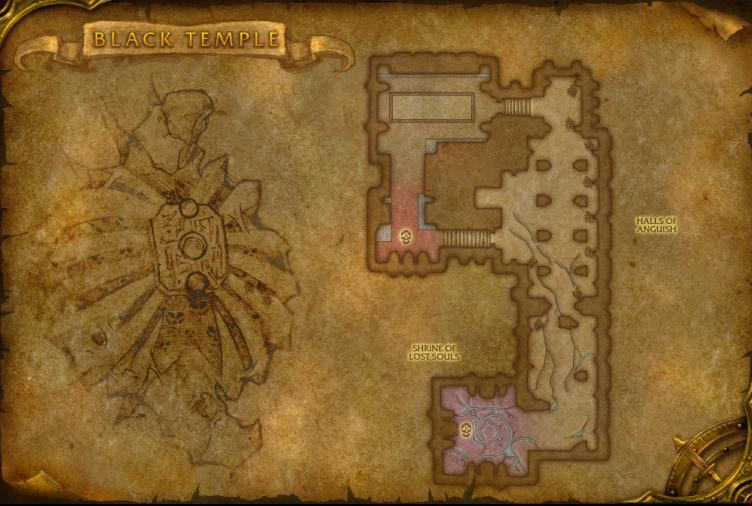 BLACK TEMPLE
HALLS OF
ANGUISH
SHRINE OF
LOST SOULS